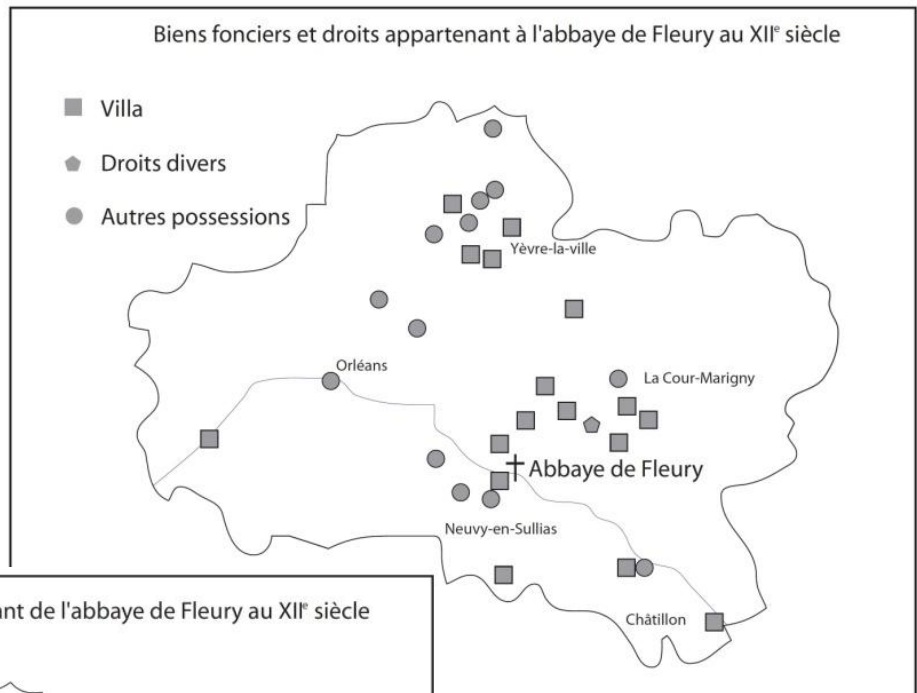 Biens fonciers et droits appartenant à l'abbaye de Fleury au XIIᵉ siècle
Villa
Droits divers
Autres possessions
Yèvre-la-ville
Orléans
La Cour-Marigny
Abbaye de Fleury
Neuvy-en-Sullias
Châtillon
de l'abbaye de Fleury au XIIᵉ siècle